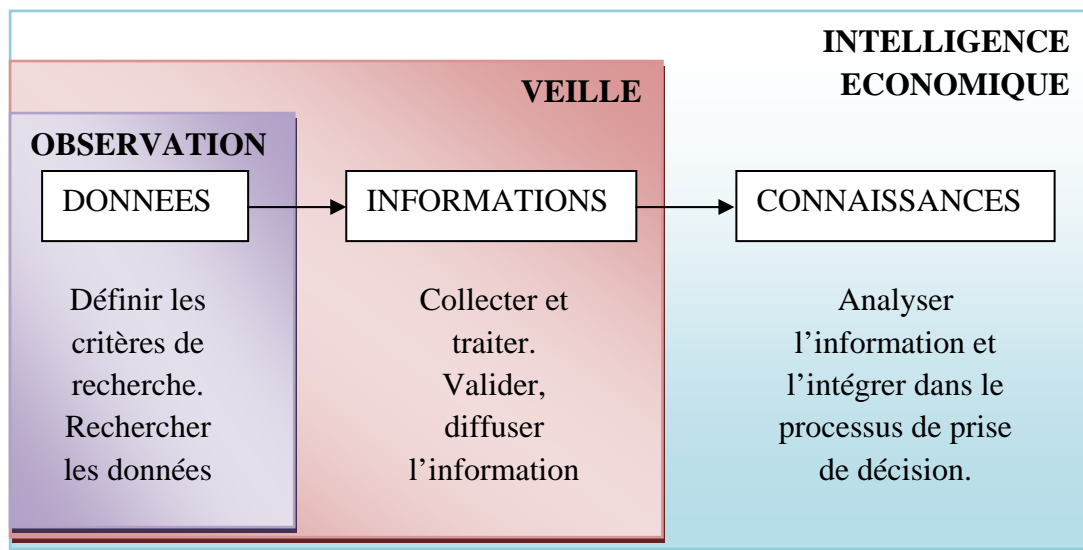 INTELLIGENCE
ECONOMIQUE
VEILLE
OBSERVATION
DONNEES
INFORMATIONS
CONNAISSANCES
Définir les
critères de
recherche.
Rechercher
les données
Collecter et
traiter.
Valider,
diffuser
l’information
Analyser
l’information et
l’intégrer dans le
processus de prise
de décision.